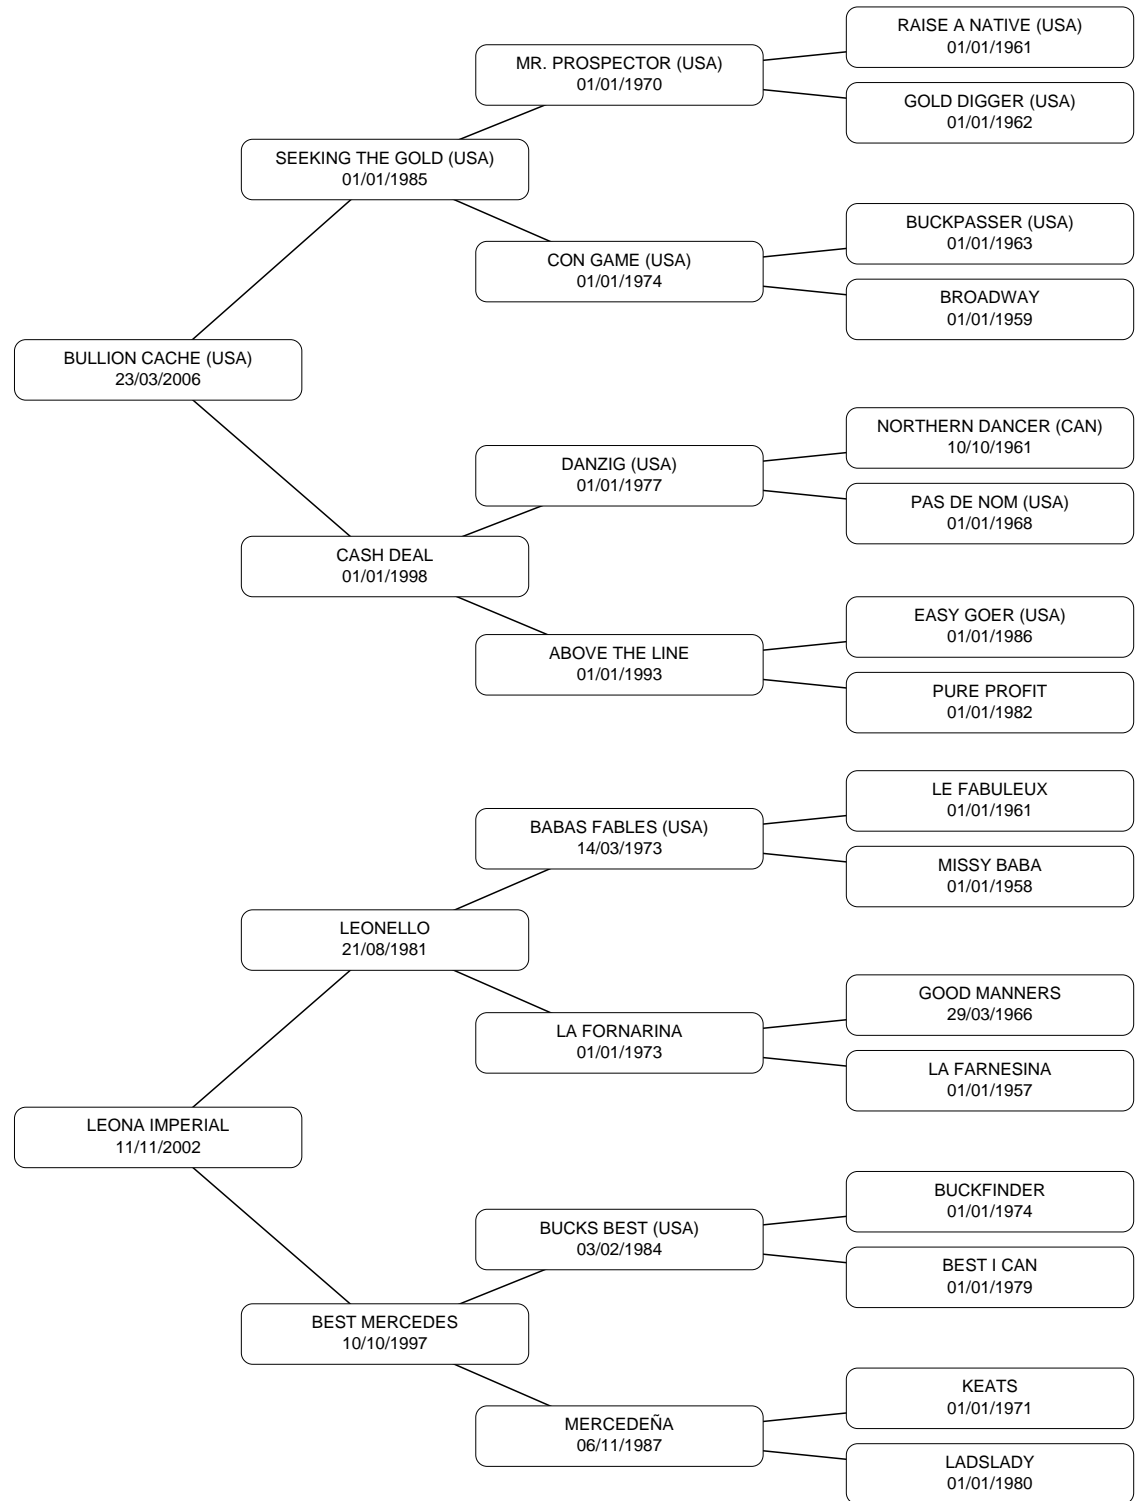 RAISE A NATIVE (USA)
01/01/1961
MR. PROSPECTOR (USA)
01/01/1970
GOLD DIGGER (USA)
01/01/1962
SEEKING THE GOLD (USA)
01/01/1985
BUCKPASSER (USA)
01/01/1963
CON GAME (USA)
01/01/1974
BROADWAY
01/01/1959
BULLION CACHE (USA)
23/03/2006
NORTHERN DANCER (CAN)
10/10/1961
DANZIG (USA)
01/01/1977
PAS DE NOM (USA)
01/01/1968
CASH DEAL
01/01/1998
EASY GOER (USA)
01/01/1986
ABOVE THE LINE
01/01/1993
PURE PROFIT
01/01/1982
LE FABULEUX
01/01/1961
BABAS FABLES (USA)
14/03/1973
MISSY BABA
01/01/1958
LEONELLO
21/08/1981
GOOD MANNERS
29/03/1966
LA FORNARINA
01/01/1973
LA FARNESINA
01/01/1957
LEONA IMPERIAL
11/11/2002
BUCKFINDER
01/01/1974
BUCKS BEST (USA)
03/02/1984
BEST I CAN
01/01/1979
BEST MERCEDES
10/10/1997
KEATS
01/01/1971
MERCEDEÑA
06/11/1987
LADSLADY
01/01/1980